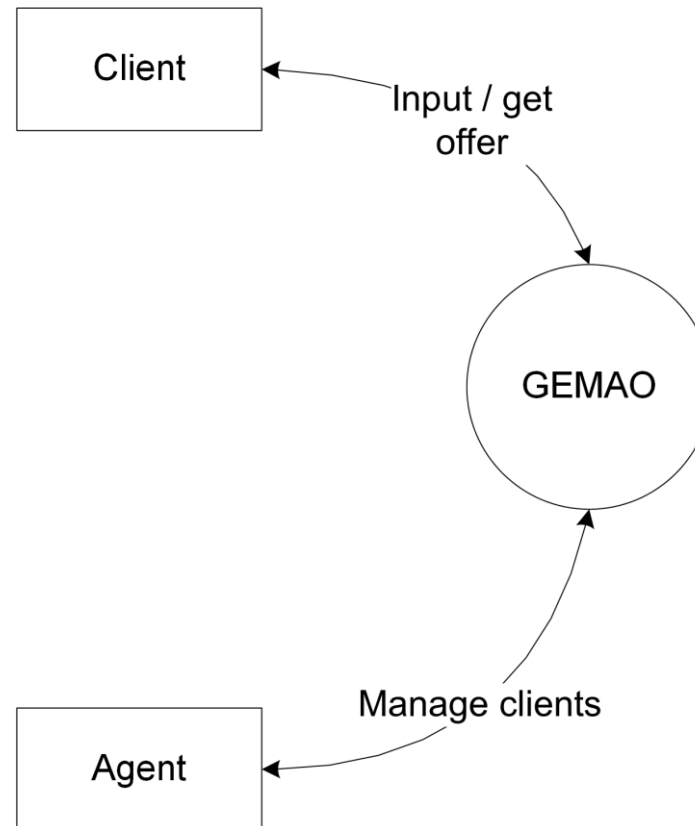 Client
Input / get
offer
GEMAO
Manage clients
Agent